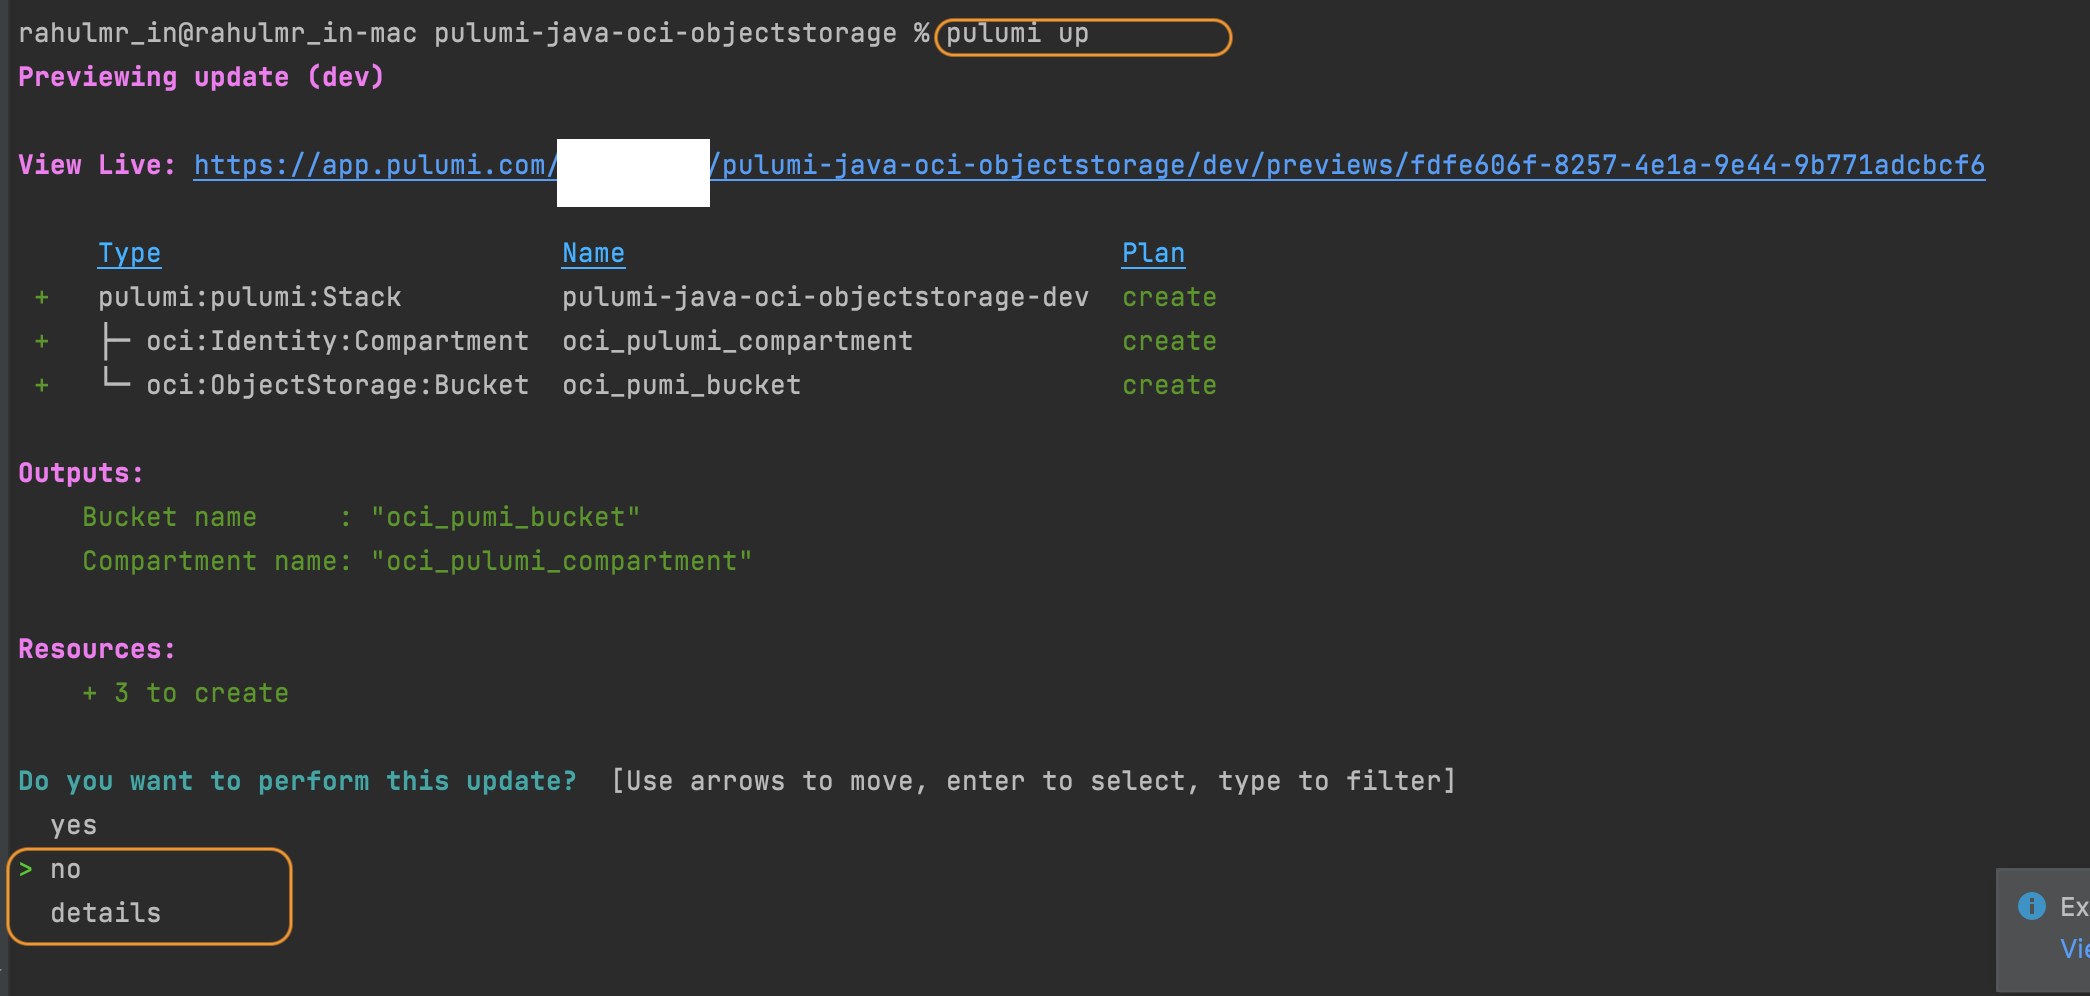 rahulmr_in@rahulmr_in-mac pulumi-java-oci-objectstorage % pulumi up
Previewing update (dev)
View Live: https://app.pulumi.com/ /pulumi-java-oci-objectstorage/dev/previews/fdfe606f-8257-4e1a-9e44-9b771adcbcf6
Type Name Plan
+ pulumi:pulumi:Stack pulumi-java-oci-objectstorage-dev create
+ ├─ oci:Identity:Compartment oci_pulumi_compartment create
+ └─ oci:ObjectStorage:Bucket oci_pumi_bucket create
Outputs:
Bucket name : "oci_pumi_bucket"
Compartment name: "oci_pulumi_compartment"
Resources:
+ 3 to create
Do you want to perform this update? [Use arrows to move, enter to select, type to filter]
yes
> no
details
Ex
Vie